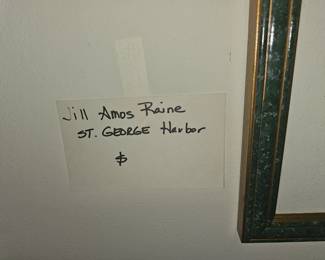 Jill Amos Raine
ST. GEORGE Harbor
$